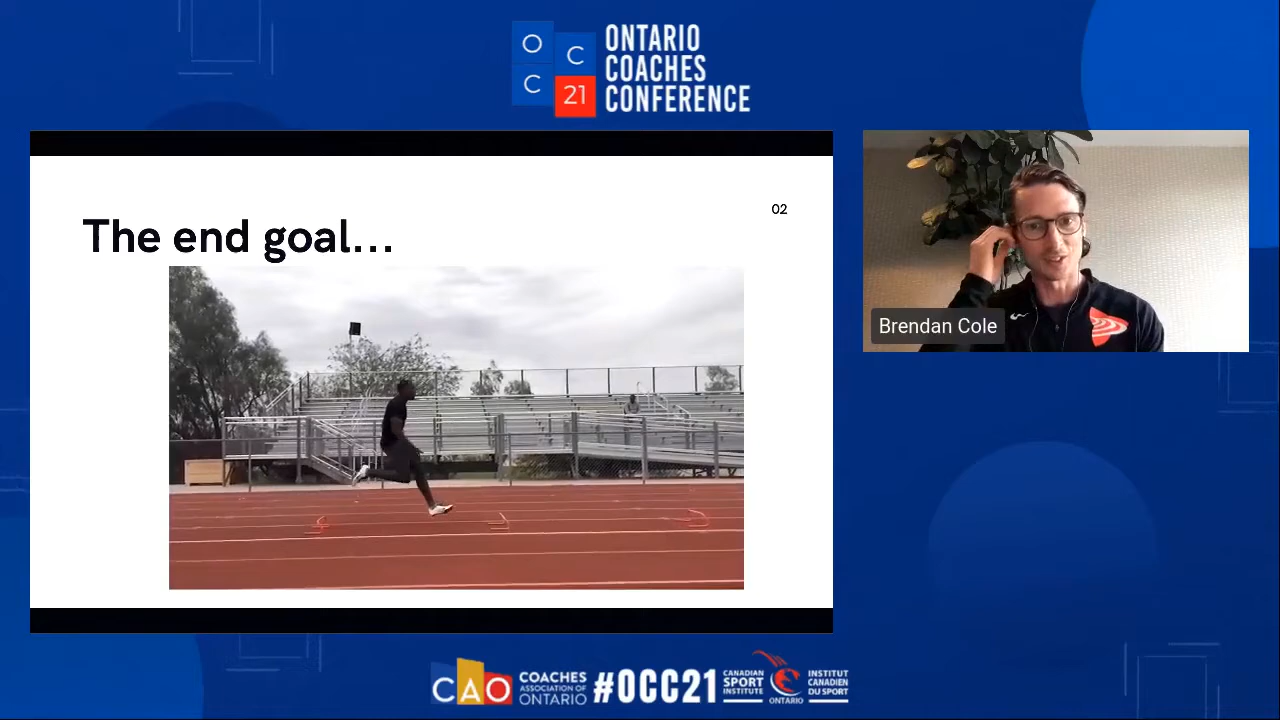 O
C
C
21
ONTARIO
COACHES
CONFERENCE
02
The end goal...
Brendan Cole
CAO
COACHES
ASSOCIATION OF
ONTARIO
#OCC21
CANADIAN
SPORT
INSTITUTE
ONTARIO
INSTITUT
CANADIEN
DU SPORT